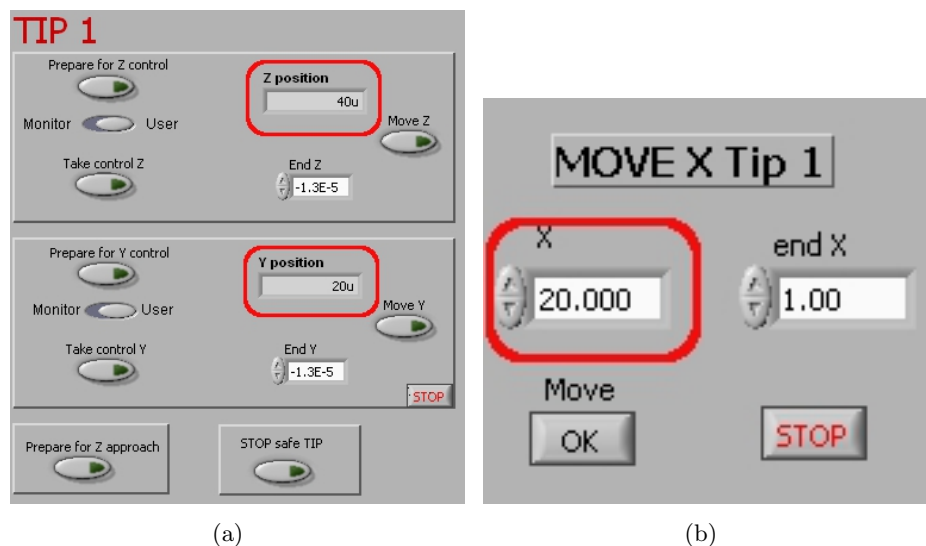 TIP 1
Prepare for Z control
Z position
40u
Monitor User
Move Z
Take control Z
End Z
-1.3E-5
Prepare for Y control
Y position
20u
Monitor User
Move Y
Take control Y
End Y
-1.3E-5
STOP
Prepare for Z approach
STOP safe TIP
(a)
MOVE X Tip 1
X
end X
20.000
1.00
Move
OK
STOP
(b)